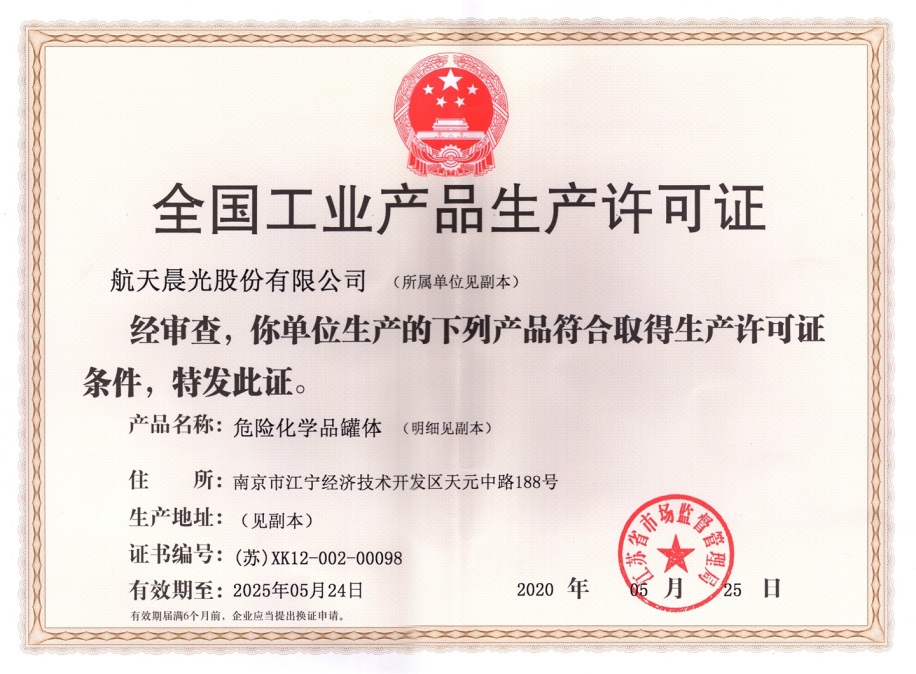 全国工业产品生产许可证
航天晨光股份有限公司 （所属单位见副本）
经审查，你单位生产的下列产品符合取得生产许可证
条件，特发此证。
产品名称：危险化学品罐体 （明细见副本）
住 所：南京市江宁经济技术开发区天元中路188号
生产地址：（见副本）
证书编号：(苏)XK12-002-00098
有效期至：2025年05月24日
2020 年 05 月 25 日
江苏省市场监督管理局
有效期届满6个月前，企业应当提出换证申请。